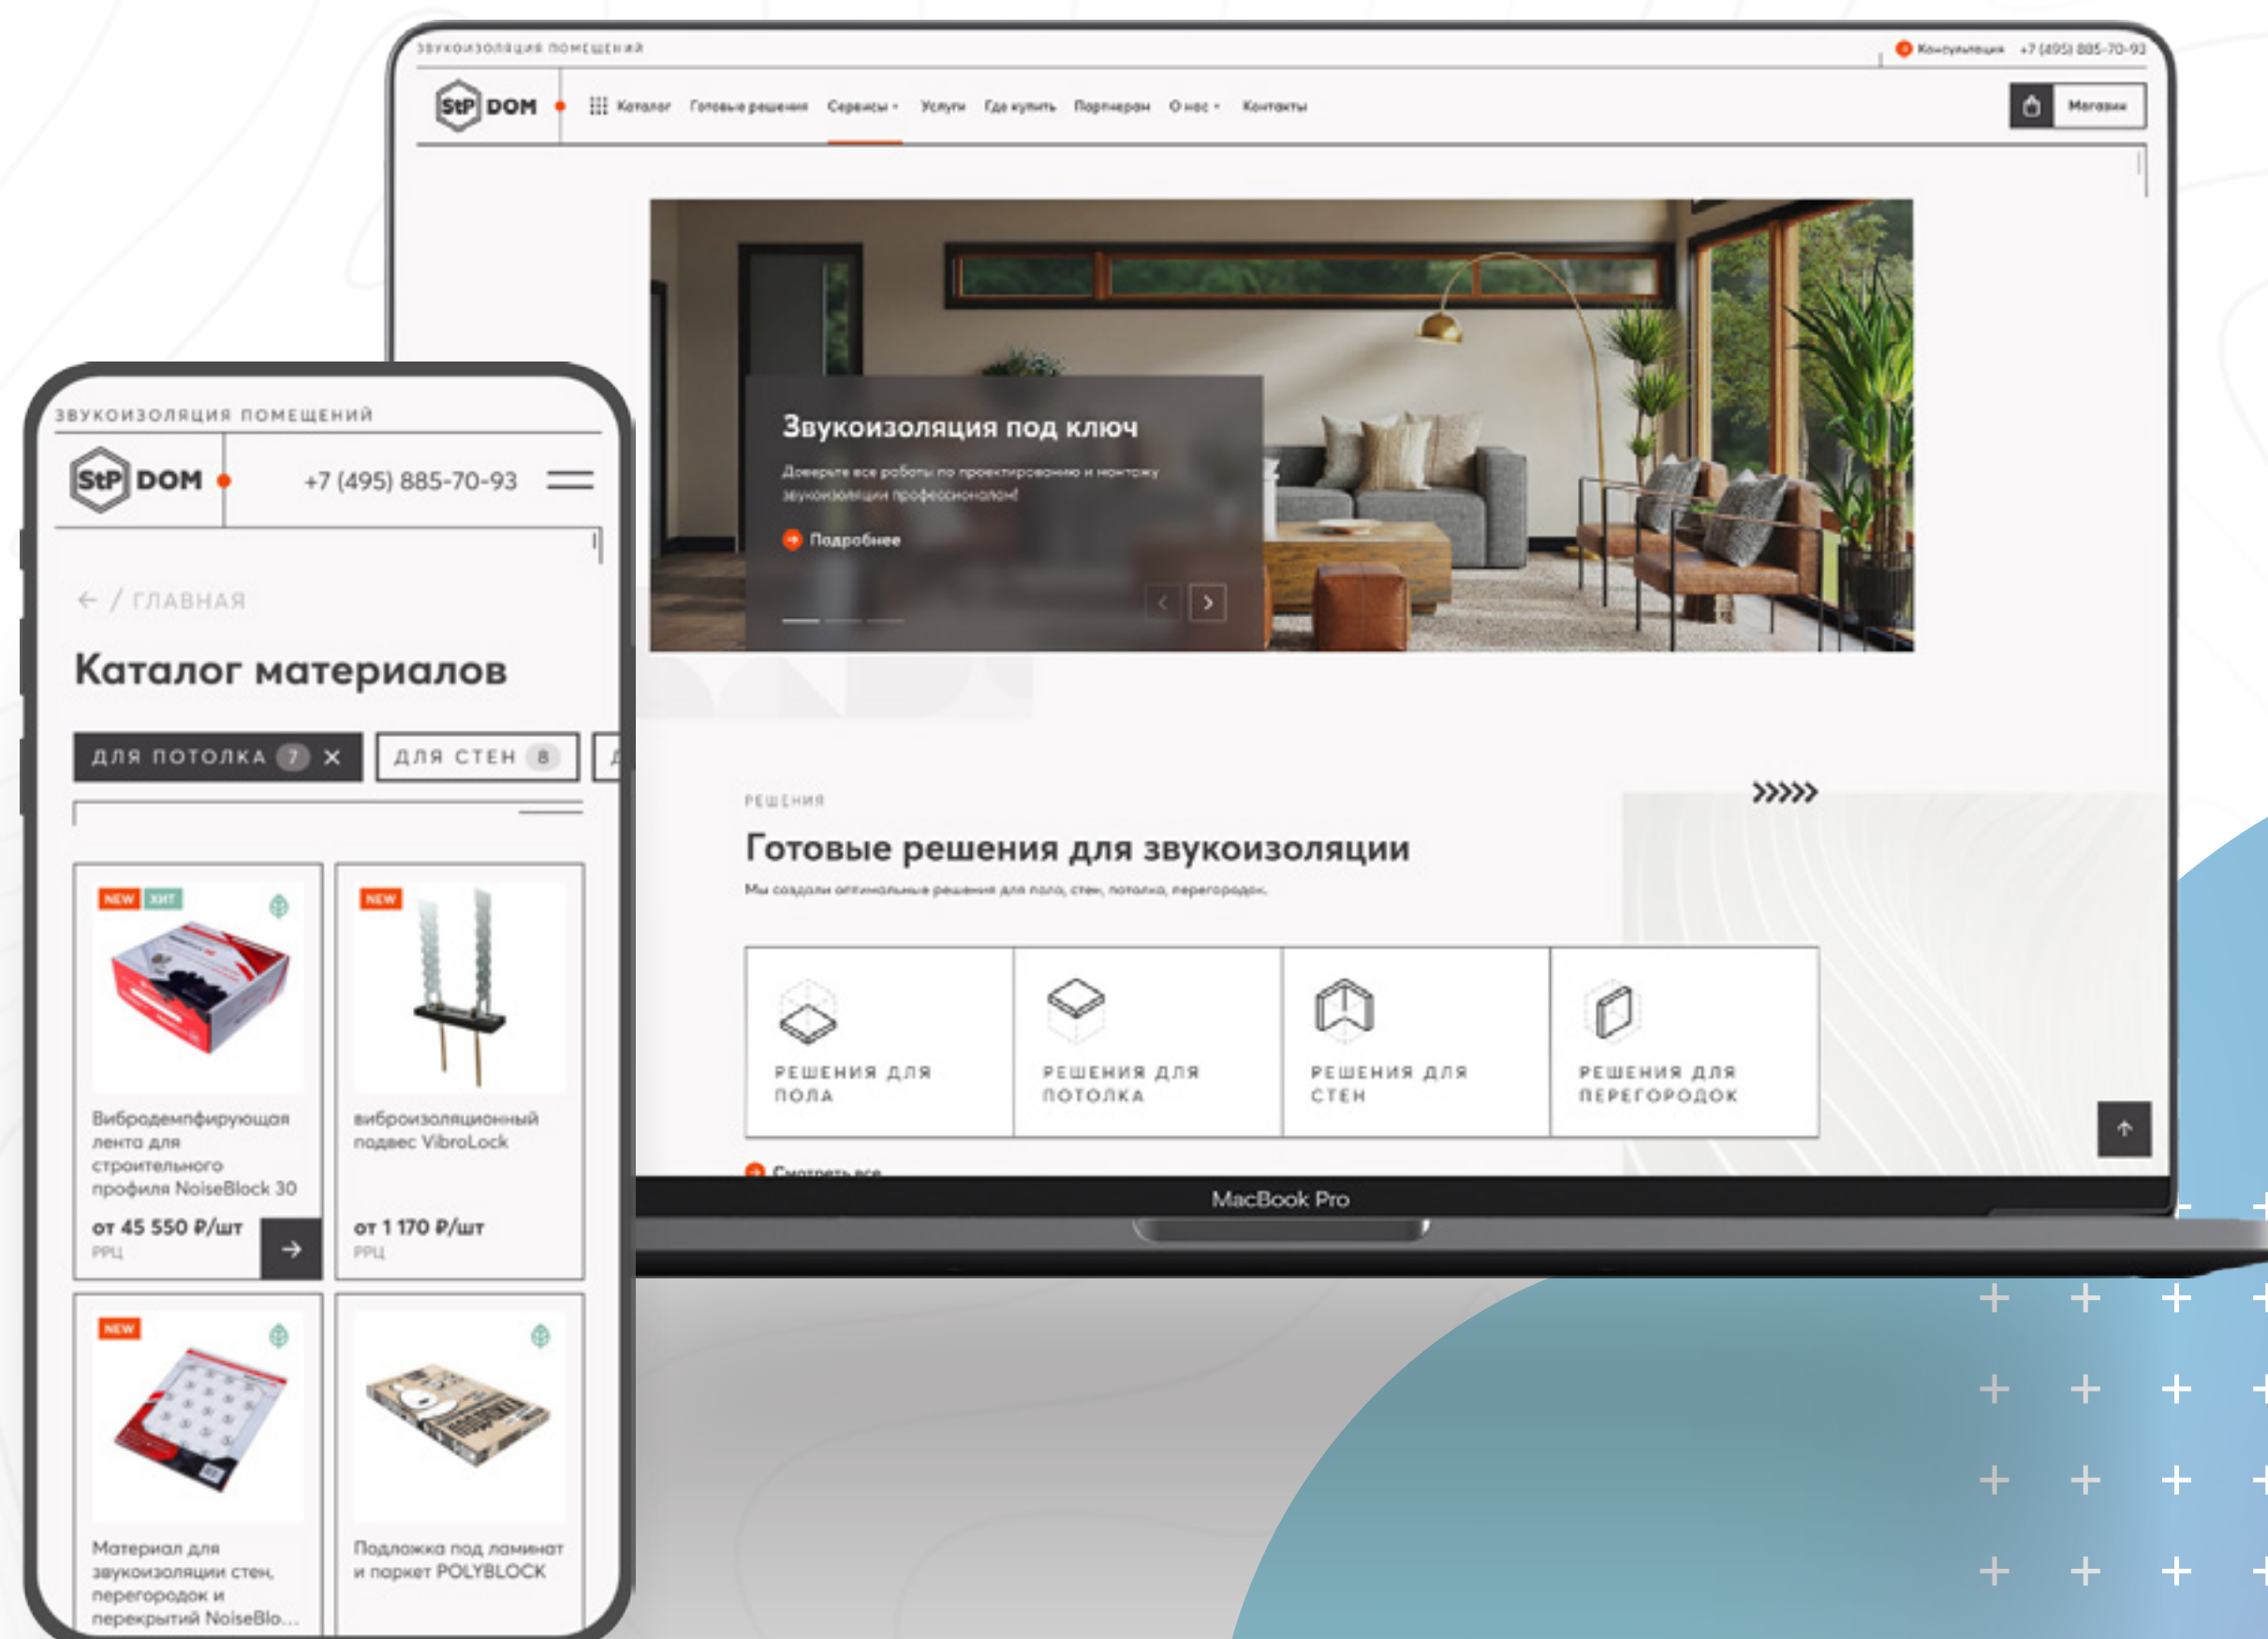 ЗВУКОИЗОЛЯЦИЯ ПОМЕЩЕНИЙ
Консультация +7 (495) 885-70-93
StP DOM Каталог Готовые решения Сервисы Услуги Где купить Партнерам О нас Контакты Магазин
Звукоизоляция под ключ
Доверьте все работы по проектированию и монтажу
звукоизоляции профессионалам!
Подробнее
РЕШЕНИЯ
Готовые решения для звукоизоляции
Мы создали оптимальные решения для пола, стен, потолка, перегородок.
РЕШЕНИЯ ДЛЯ
ПОЛА
РЕШЕНИЯ ДЛЯ
ПОТОЛКА
РЕШЕНИЯ ДЛЯ
СТЕН
РЕШЕНИЯ ДЛЯ
ПЕРЕГОРОДОК
Смотреть все
MacBook Pro
ЗВУКОИЗОЛЯЦИЯ ПОМЕЩЕНИЙ
StP DOM +7 (495) 885-70-93
← / ГЛАВНАЯ
Каталог материалов
ДЛЯ ПОТОЛКА 7 ДЛЯ СТЕН 8
NEW ХИТ
Вибродемпфирующая
лента для
строительного
профиля NoiseBlock 30
от 45 550 ₽/шт
РРЦ
NEW
виброизоляционный
подвес VibroLock
от 1 170 ₽/шт
РРЦ
NEW
Материал для
звукоизоляции стен,
перегородок и
перекрытий NoiseBlo...
Подложка под ламинат
и паркет POLYBLOCK